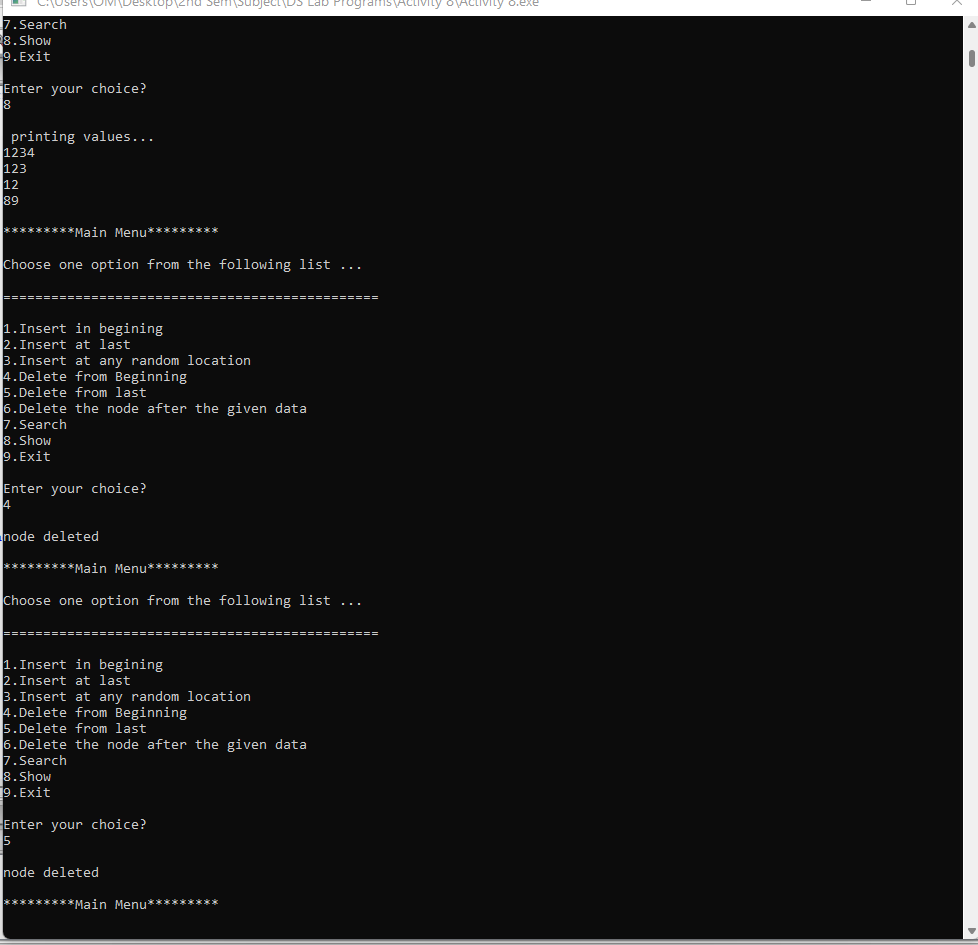 C:\Users\OM\Desktop\2nd Sem\Subject\DS Lab Programs\Activity 8\Activity 8.exe
7.Search
8.Show
9.Exit
Enter your choice?
8
printing values...
1234
123
12
89
*********Main Menu*********
Choose one option from the following list ...
===============================================
1.Insert in begining
2.Insert at last
3.Insert at any random location
4.Delete from Beginning
5.Delete from last
6.Delete the node after the given data
7.Search
8.Show
9.Exit
Enter your choice?
4
node deleted
*********Main Menu*********
Choose one option from the following list ...
===============================================
1.Insert in begining
2.Insert at last
3.Insert at any random location
4.Delete from Beginning
5.Delete from last
6.Delete the node after the given data
7.Search
8.Show
9.Exit
Enter your choice?
5
node deleted
*********Main Menu*********